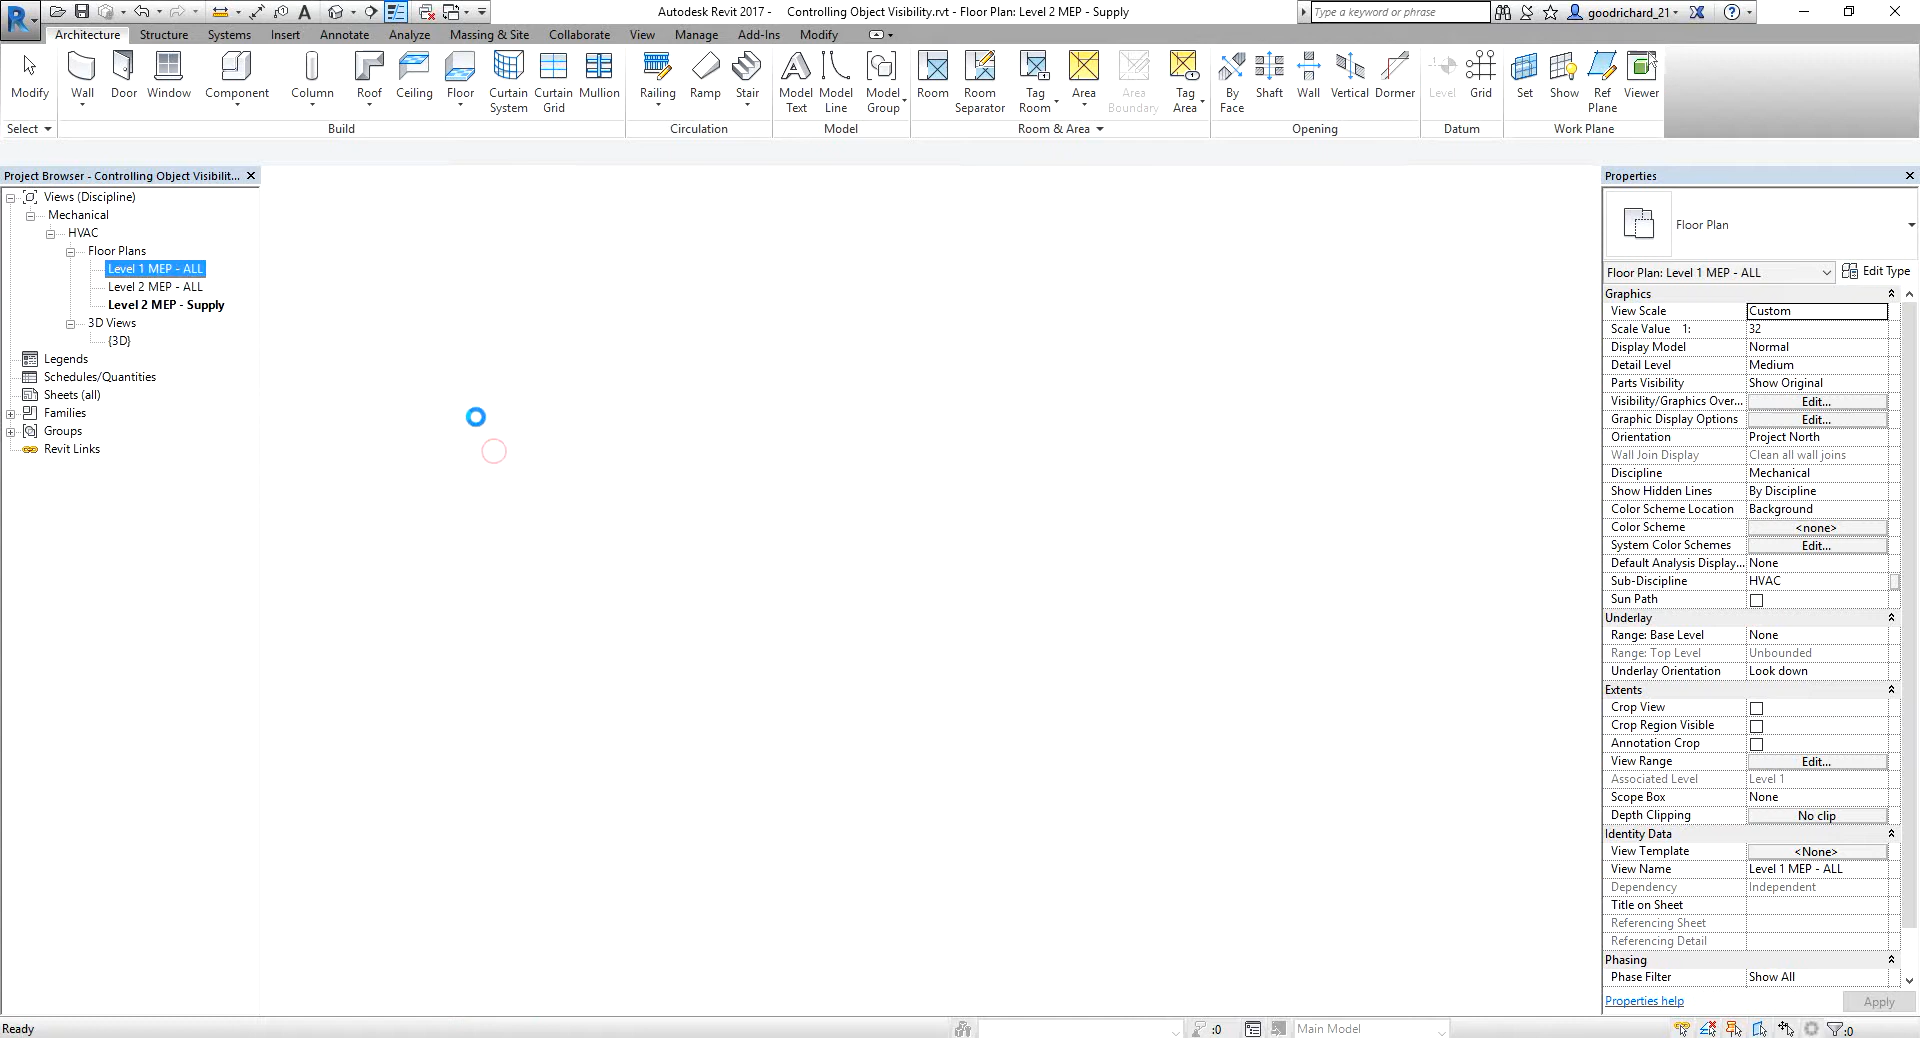 Autodesk Revit 2017 - Controlling Object Visibility.rvt - Floor Plan: Level 2 MEP - Supply
Type a keyword or phrase
goodrichard_21
Architecture Structure Systems Insert Annotate Analyze Massing & Site Collaborate View Manage Add-Ins Modify
Modify
Wall
Door
Window
Component
Column
Roof
Ceiling
Floor
Curtain System
Curtain Grid
Mullion
Railing
Ramp
Stair
Model Text
Model Line
Model Group
Room
Room Separator
Tag Room
Area
Area Boundary
Tag Area
By Face
Shaft
Wall
Vertical
Dormer
Level
Grid
Set
Show
Ref Plane
Viewer
Select
Build
Circulation
Model
Room & Area
Opening
Datum
Work Plane
Project Browser - Controlling Object Visibilit...
Views (Discipline)
Mechanical
HVAC
Floor Plans
Level 1 MEP - ALL
Level 2 MEP - ALL
Level 2 MEP - Supply
3D Views
{3D}
Legends
Schedules/Quantities
Sheets (all)
Families
Groups
Revit Links
Properties
Floor Plan
Floor Plan: Level 1 MEP - ALL
Edit Type
Graphics
View Scale Custom
Scale Value 1: 32
Display Model Normal
Detail Level Medium
Parts Visibility Show Original
Visibility/Graphics Over... Edit...
Graphic Display Options Edit...
Orientation Project North
Wall Join Display Clean all wall joins
Discipline Mechanical
Show Hidden Lines By Discipline
Color Scheme Location Background
Color Scheme <none>
System Color Schemes Edit...
Default Analysis Display... None
Sub-Discipline HVAC
Sun Path
Underlay
Range: Base Level None
Range: Top Level Unbounded
Underlay Orientation Look down
Extents
Crop View
Crop Region Visible
Annotation Crop
View Range Edit...
Associated Level Level 1
Scope Box None
Depth Clipping No clip
Identity Data
View Template <None>
View Name Level 1 MEP - ALL
Dependency Independent
Title on Sheet
Referencing Sheet
Referencing Detail
Phasing
Phase Filter Show All
Properties help Apply
Ready
:0
Main Model
:0